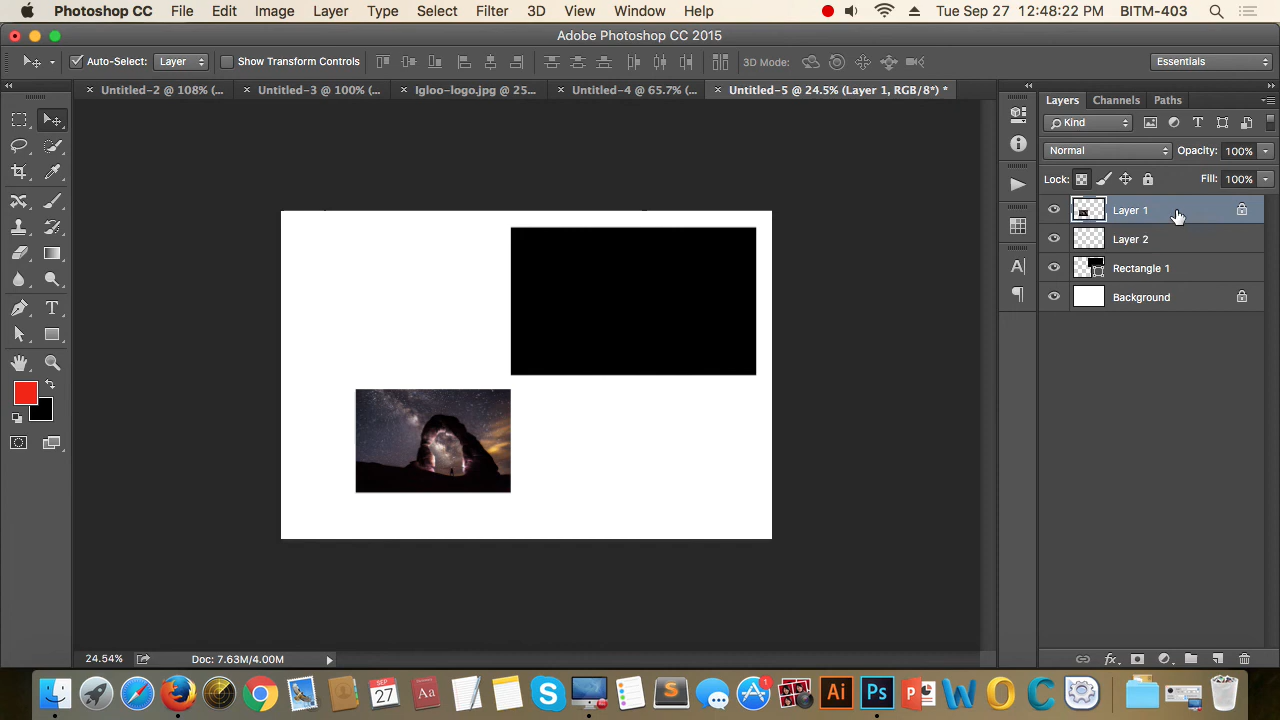 Photoshop CC File Edit Image Layer Type Select Filter 3D View Window Help Tue Sep 27 12:48:22 PM BITM-403
Adobe Photoshop CC 2015
Auto-Select: Layer Show Transform Controls 3D Mode: Essentials
Untitled-2 @ 108% (... Untitled-3 @ 100% (... Igloo-logo.jpg @ 25... Untitled-4 @ 65.7% (... Untitled-5 @ 24.5% (Layer 1, RGB/8*) *
Layers Channels Paths
Kind
Normal Opacity: 100%
Lock: Fill: 100%
Layer 1
Layer 2
Rectangle 1
Background
24.54% Doc: 7.63M/4.00M